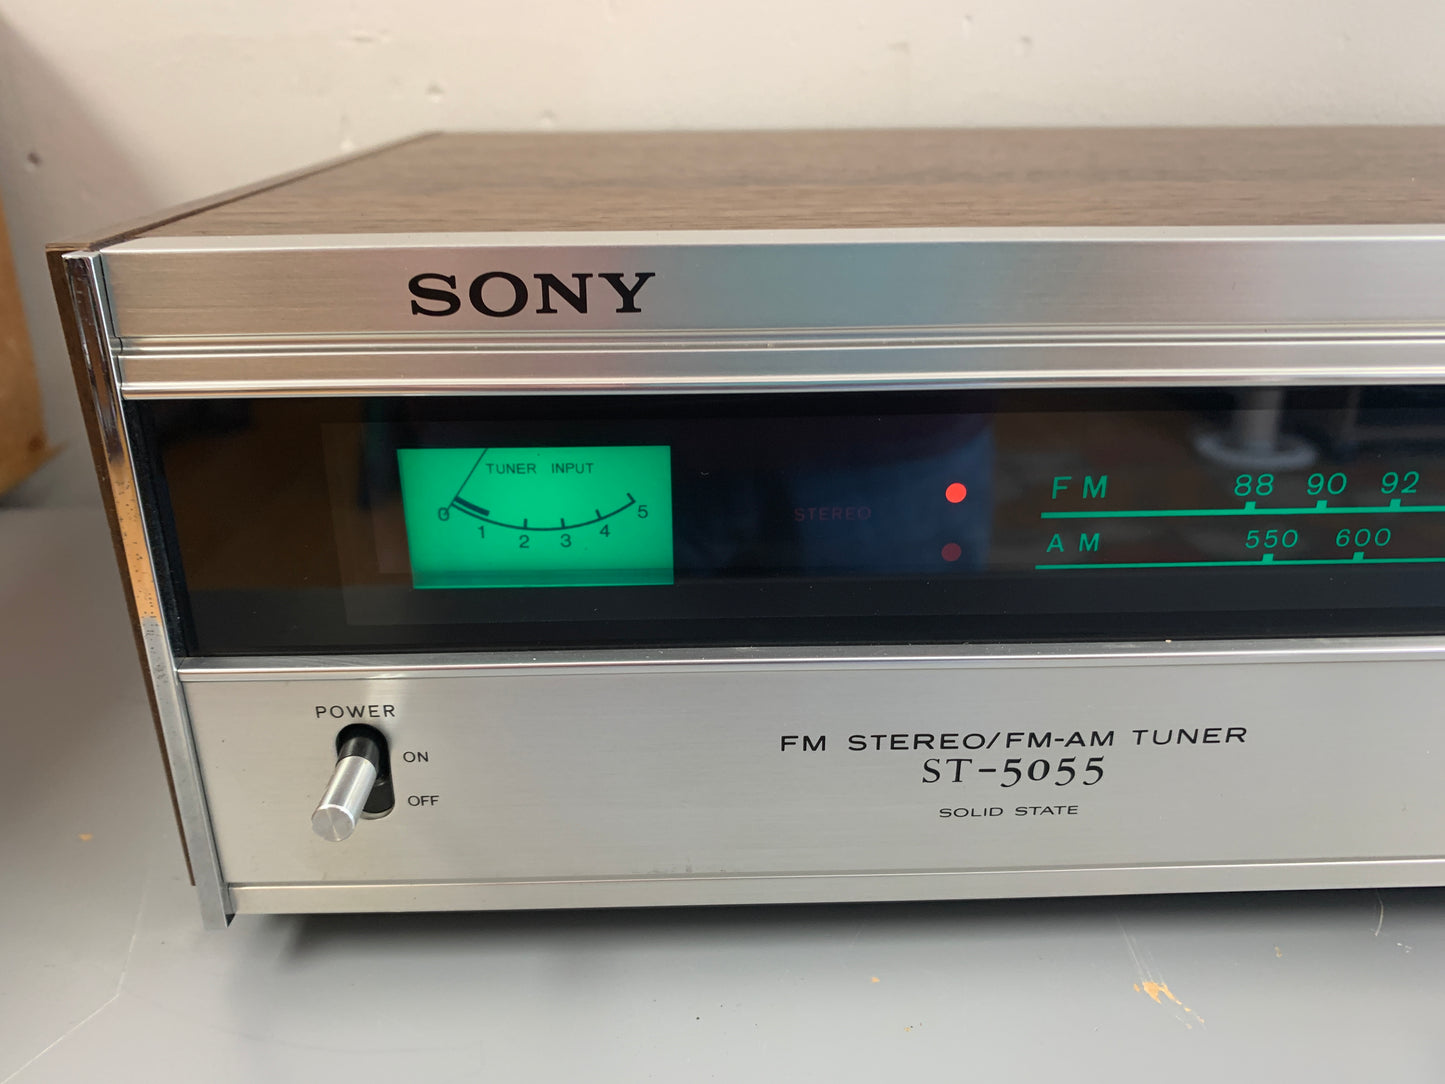 SONY
TUNER INPUT
0 1 2 3 4 5
STEREO
FM 88 90 92
AM 550 600
POWER
ON
OFF
FM STEREO/FM-AM TUNER
ST-5055
SOLID STATE